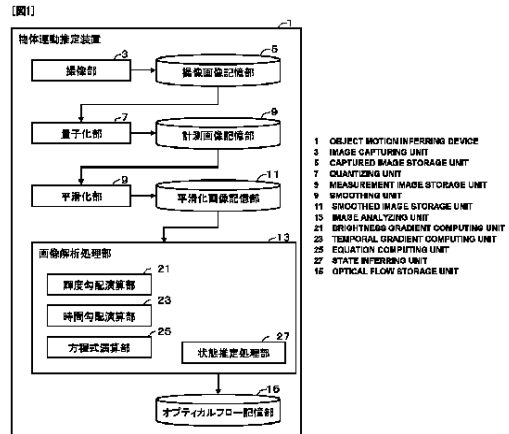 [図1]
1
物体運動推定装置
3
撮像部
5
撮像画像記憶部
7
量子化部
9
計測画像記憶部
9
平滑化部
11
平滑化画像記憶部
13
画像解析処理部
21
輝度勾配演算部
23
時間勾配演算部
25
方程式演算部
27
状態推定処理部
15
オプティカルフロー記憶部
1 OBJECT MOTION INFERRING DEVICE
3 IMAGE CAPTURING UNIT
5 CAPTURED IMAGE STORAGE UNIT
7 QUANTIZING UNIT
9 MEASUREMENT IMAGE STORAGE UNIT
9 SMOOTHING UNIT
11 SMOOTHED IMAGE STORAGE UNIT
13 IMAGE ANALYZING UNIT
21 BRIGHTNESS GRADIENT COMPUTING UNIT
23 TEMPORAL GRADIENT COMPUTING UNIT
25 EQUATION COMPUTING UNIT
27 STATE INFERRING UNIT
15 OPTICAL FLOW STORAGE UNIT